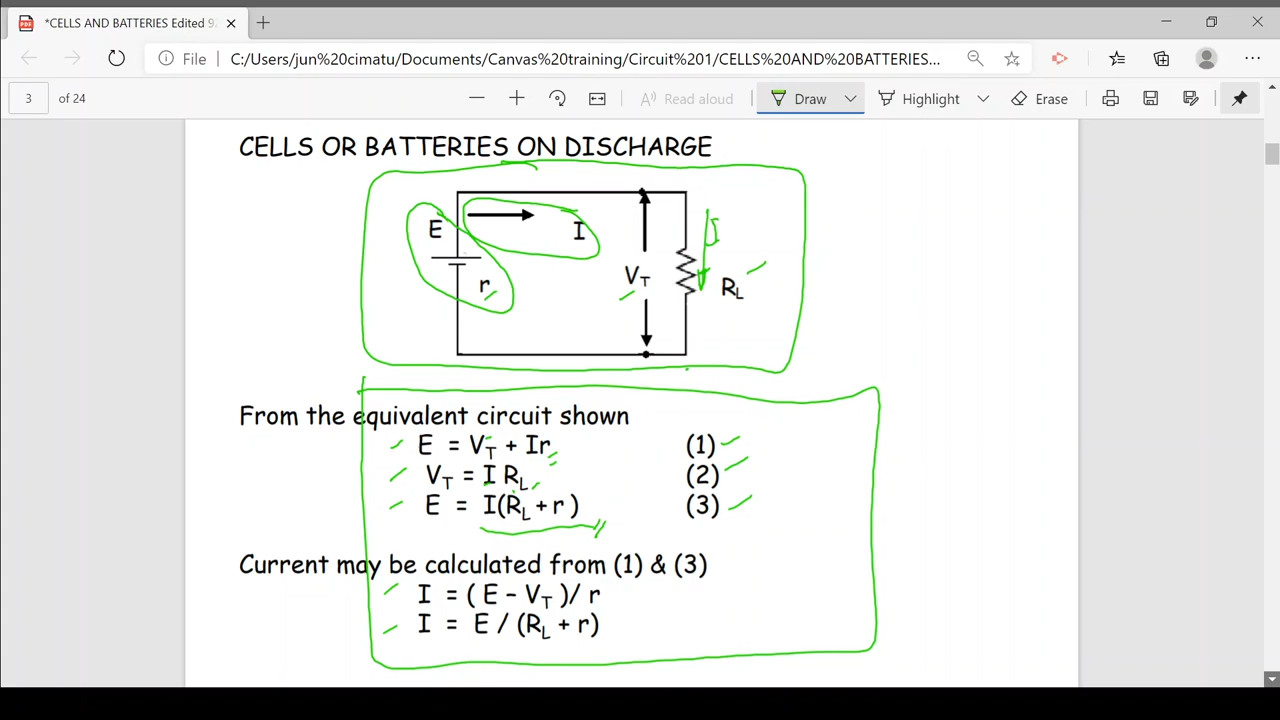 *CELLS AND BATTERIES Edited 9
File C:/Users/jun%20cimatu/Documents/Canvas%20training/Circuit%201/CELLS%20AND%20BATTERIES...
3 of 24 Read aloud Draw Highlight Erase
CELLS OR BATTERIES ON DISCHARGE
E I I
r VT RL
From the equivalent circuit shown
E = VT + Ir (1)
VT = I RL (2)
E = I(RL + r ) (3)
Current may be calculated from (1) & (3)
I = ( E - VT )/ r
I = E / (RL + r)